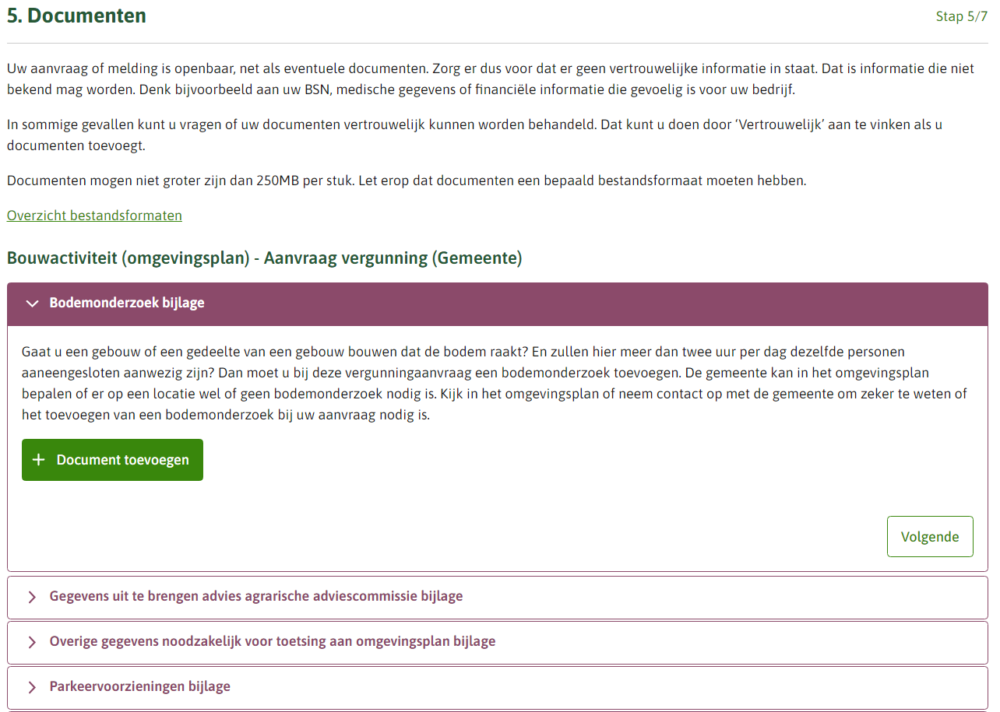 5. Documenten
Stap 5/7
Uw aanvraag of melding is openbaar, net als eventuele documenten. Zorg er dus voor dat er geen vertrouwelijke informatie in staat. Dat is informatie die niet
bekend mag worden. Denk bijvoorbeeld aan uw BSN, medische gegevens of financiële informatie die gevoelig is voor uw bedrijf.
In sommige gevallen kunt u vragen of uw documenten vertrouwelijk kunnen worden behandeld. Dat kunt u doen door ‘Vertrouwelijk’ aan te vinken als u
documenten toevoegt.
Documenten mogen niet groter zijn dan 250MB per stuk. Let erop dat documenten een bepaald bestandsformaat moeten hebben.
Overzicht bestandsformaten
Bouwactiviteit (omgevingsplan) - Aanvraag vergunning (Gemeente)
Bodemonderzoek bijlage
Gaat u een gebouw of een gedeelte van een gebouw bouwen dat de bodem raakt? En zullen hier meer dan twee uur per dag dezelfde personen
aaneengesloten aanwezig zijn? Dan moet u bij deze vergunningaanvraag een bodemonderzoek toevoegen. De gemeente kan in het omgevingsplan
bepalen of er op een locatie wel of geen bodemonderzoek nodig is. Kijk in het omgevingsplan of neem contact op met de gemeente om zeker te weten of
het toevoegen van een bodemonderzoek bij uw aanvraag nodig is.
+ Document toevoegen
Volgende
Gegevens uit te brengen advies agrarische adviescommissie bijlage
Overige gegevens noodzakelijk voor toetsing aan omgevingsplan bijlage
Parkeervoorzieningen bijlage